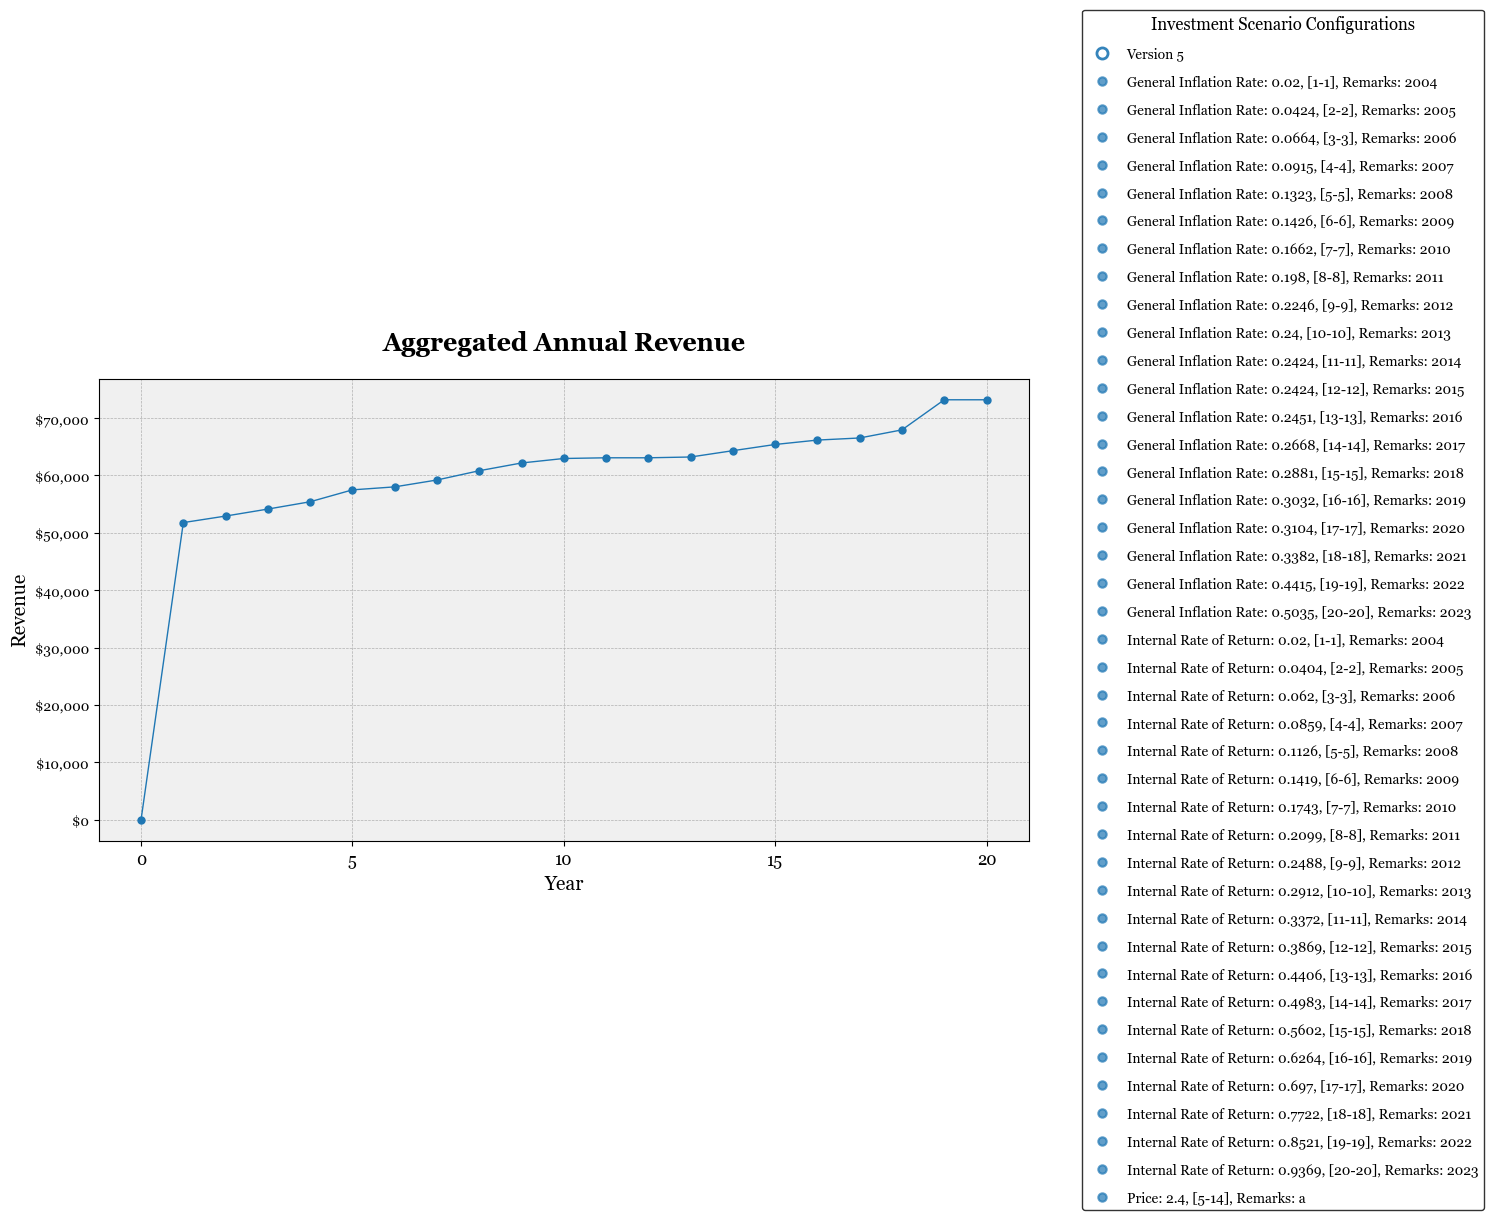 Aggregated Annual Revenue
Revenue
$70,000
$60,000
$50,000
$40,000
$30,000
$20,000
$10,000
$0
0 5 10 15 20
Year
Investment Scenario Configurations
Version 5
General Inflation Rate: 0.02, [1-1], Remarks: 2004
General Inflation Rate: 0.0424, [2-2], Remarks: 2005
General Inflation Rate: 0.0664, [3-3], Remarks: 2006
General Inflation Rate: 0.0915, [4-4], Remarks: 2007
General Inflation Rate: 0.1323, [5-5], Remarks: 2008
General Inflation Rate: 0.1426, [6-6], Remarks: 2009
General Inflation Rate: 0.1662, [7-7], Remarks: 2010
General Inflation Rate: 0.198, [8-8], Remarks: 2011
General Inflation Rate: 0.2246, [9-9], Remarks: 2012
General Inflation Rate: 0.24, [10-10], Remarks: 2013
General Inflation Rate: 0.2424, [11-11], Remarks: 2014
General Inflation Rate: 0.2424, [12-12], Remarks: 2015
General Inflation Rate: 0.2451, [13-13], Remarks: 2016
General Inflation Rate: 0.2668, [14-14], Remarks: 2017
General Inflation Rate: 0.2881, [15-15], Remarks: 2018
General Inflation Rate: 0.3032, [16-16], Remarks: 2019
General Inflation Rate: 0.3104, [17-17], Remarks: 2020
General Inflation Rate: 0.3382, [18-18], Remarks: 2021
General Inflation Rate: 0.4415, [19-19], Remarks: 2022
General Inflation Rate: 0.5035, [20-20], Remarks: 2023
Internal Rate of Return: 0.02, [1-1], Remarks: 2004
Internal Rate of Return: 0.0404, [2-2], Remarks: 2005
Internal Rate of Return: 0.062, [3-3], Remarks: 2006
Internal Rate of Return: 0.0859, [4-4], Remarks: 2007
Internal Rate of Return: 0.1126, [5-5], Remarks: 2008
Internal Rate of Return: 0.1419, [6-6], Remarks: 2009
Internal Rate of Return: 0.1743, [7-7], Remarks: 2010
Internal Rate of Return: 0.2099, [8-8], Remarks: 2011
Internal Rate of Return: 0.2488, [9-9], Remarks: 2012
Internal Rate of Return: 0.2912, [10-10], Remarks: 2013
Internal Rate of Return: 0.3372, [11-11], Remarks: 2014
Internal Rate of Return: 0.3869, [12-12], Remarks: 2015
Internal Rate of Return: 0.4406, [13-13], Remarks: 2016
Internal Rate of Return: 0.4983, [14-14], Remarks: 2017
Internal Rate of Return: 0.5602, [15-15], Remarks: 2018
Internal Rate of Return: 0.6264, [16-16], Remarks: 2019
Internal Rate of Return: 0.697, [17-17], Remarks: 2020
Internal Rate of Return: 0.7722, [18-18], Remarks: 2021
Internal Rate of Return: 0.8521, [19-19], Remarks: 2022
Internal Rate of Return: 0.9369, [20-20], Remarks: 2023
Price: 2.4, [5-14], Remarks: a